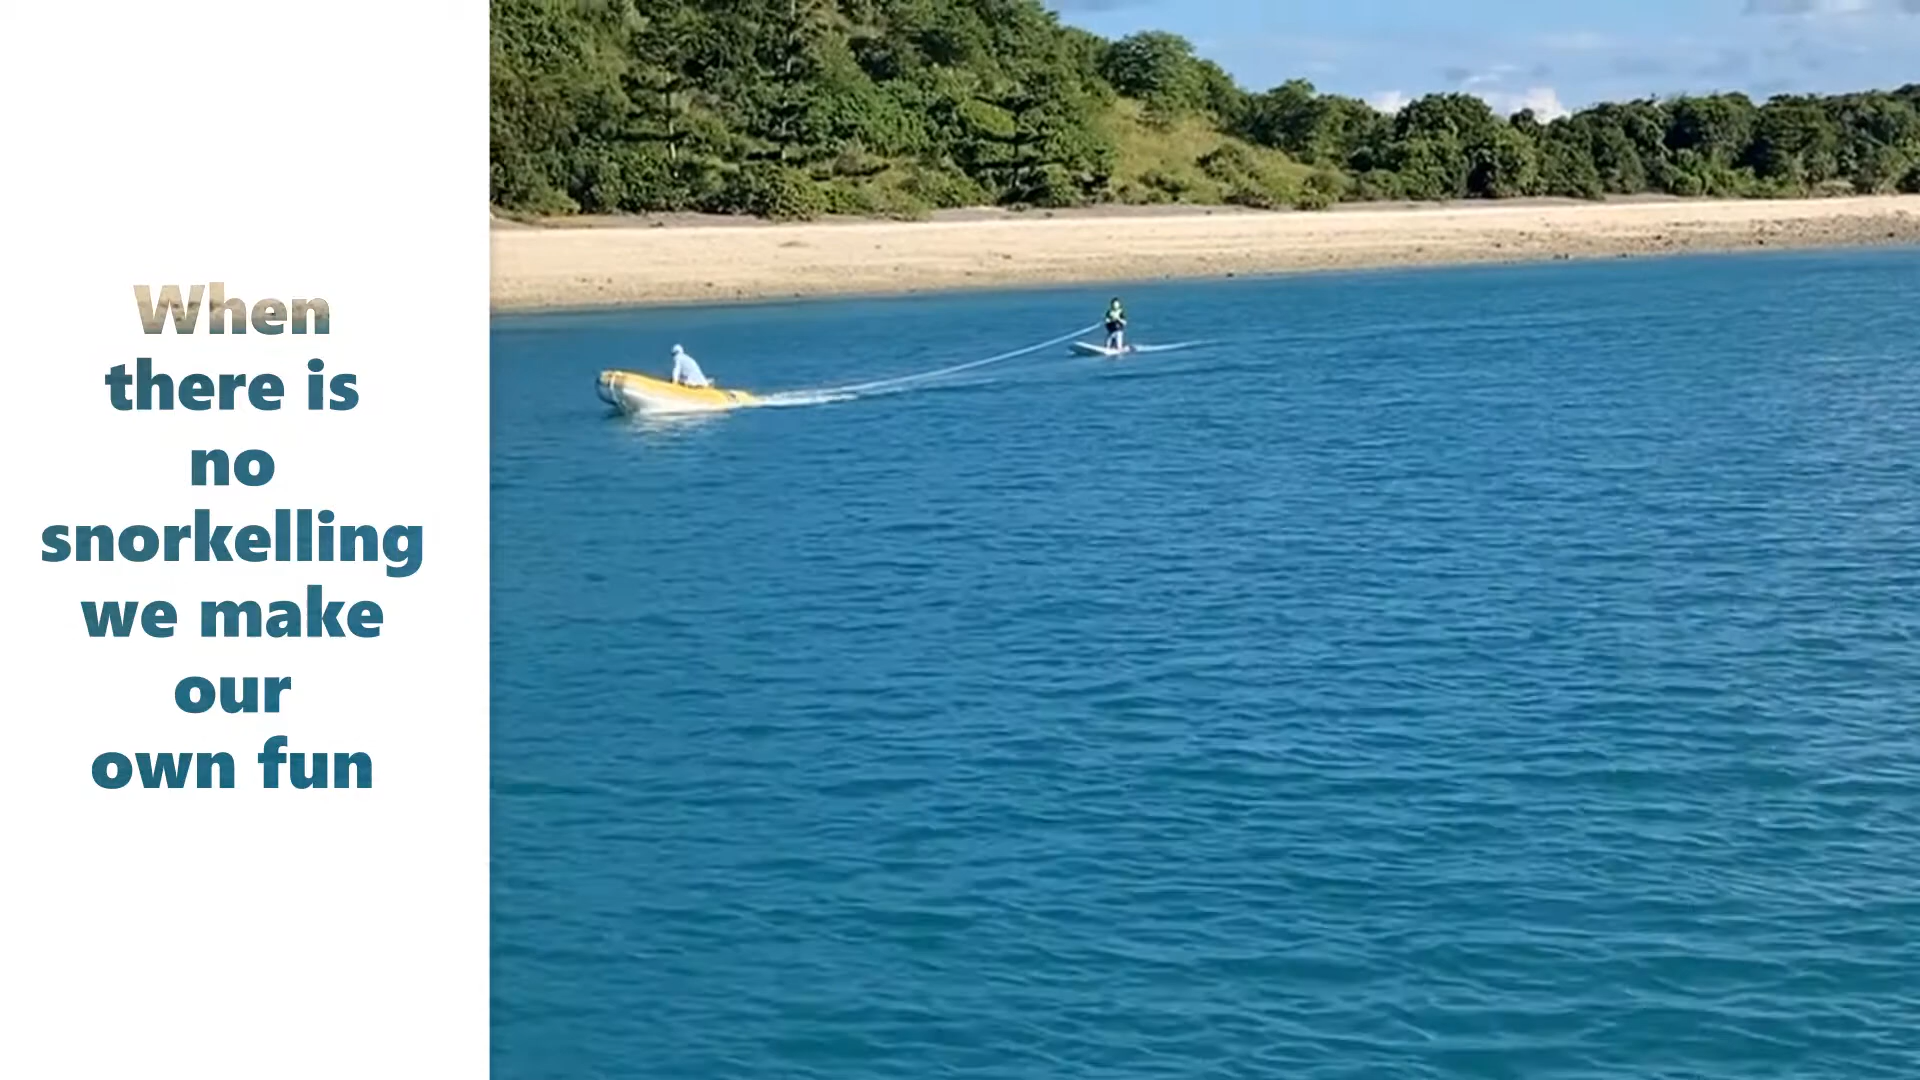 When
there is
no
snorkelling
we make
our
own fun